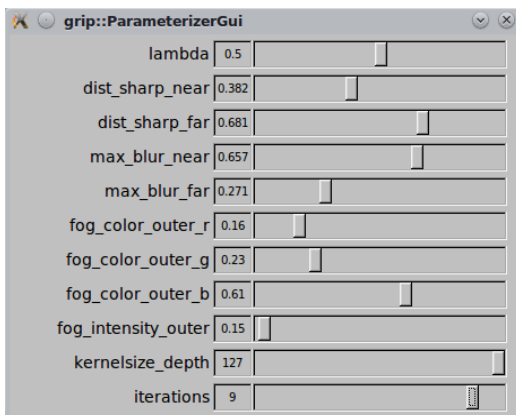 grip::ParameterizerGui
lambda 0.5
dist_sharp_near 0.382
dist_sharp_far 0.681
max_blur_near 0.657
max_blur_far 0.271
fog_color_outer_r 0.16
fog_color_outer_g 0.23
fog_color_outer_b 0.61
fog_intensity_outer 0.15
kernelsize_depth 127
iterations 9